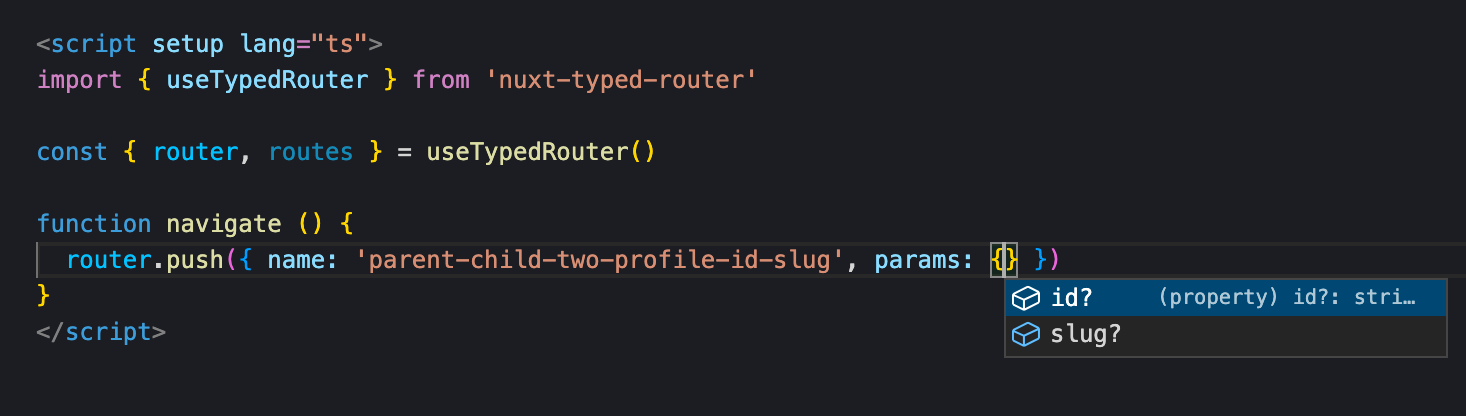 <script setup lang="ts">
import { useTypedRouter } from 'nuxt-typed-router'
const { router, routes } = useTypedRouter()
function navigate () {
router.push({ name: 'parent-child-two-profile-id-slug', params: {} })
id? (property) id?: stri…
}
slug?
</script>